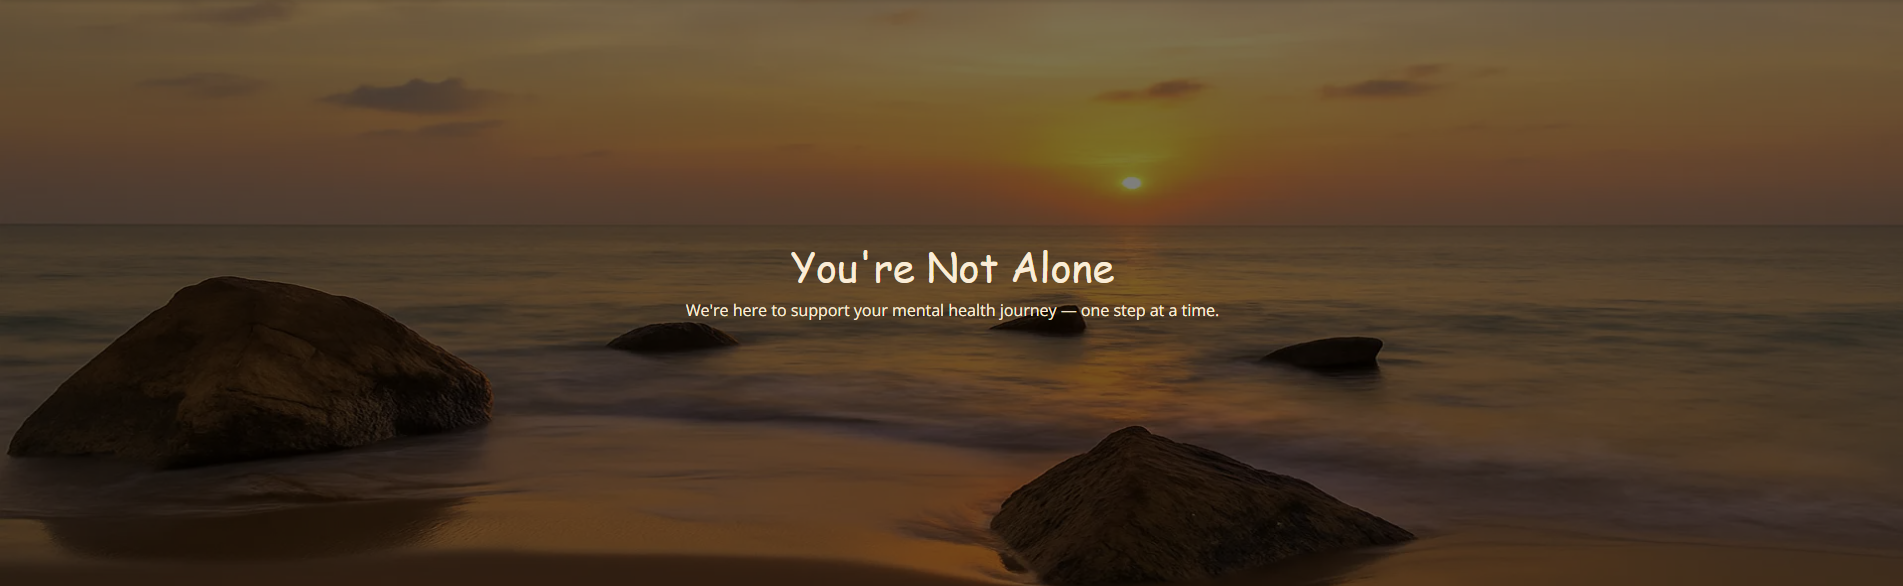 You're Not Alone
We're here to support your mental health journey — one step at a time.